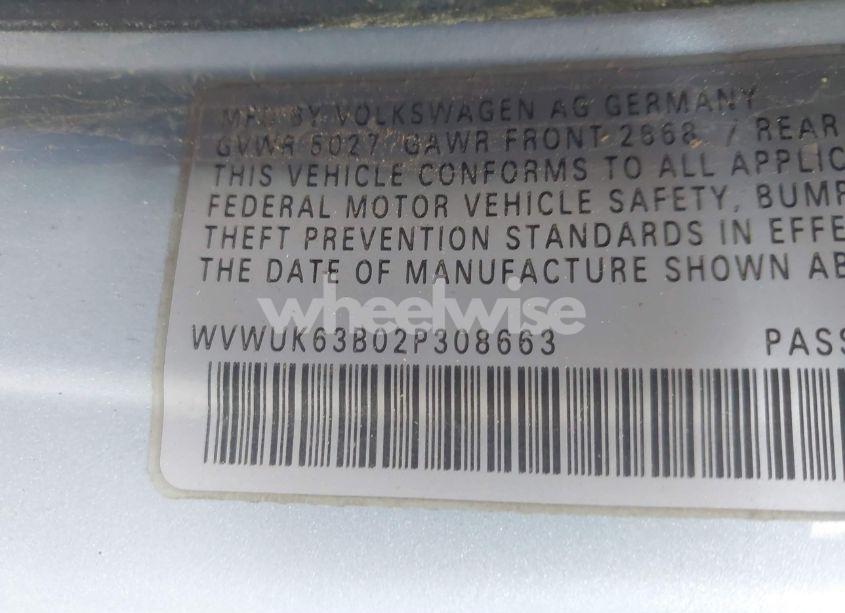 MFD BY VOLKSWAGEN AG GERMANY
GVWR 5027 GAWR FRONT 2668 / REAR
THIS VEHICLE CONFORMS TO ALL APPLIC
FEDERAL MOTOR VEHICLE SAFETY, BUMP
THEFT PREVENTION STANDARDS IN EFFE
THE DATE OF MANUFACTURE SHOWN AB
wheelwise
WVWUK63B02P308663 PASS